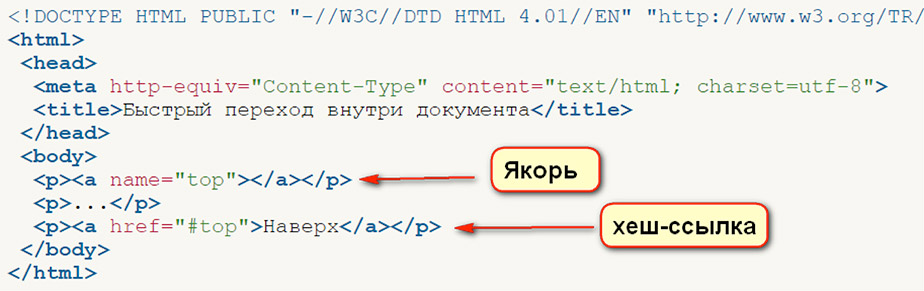 <!DOCTYPE HTML PUBLIC "-//W3C//DTD HTML 4.01//EN" "http://www.w3.org/TR/
<html>
<head>
<meta http-equiv="Content-Type" content="text/html; charset=utf-8">
<title>Быстрый переход внутри документа</title>
</head>
<body>
<p><a name="top"></a></p>
Якорь
<p>...</p>
<p><a href="#top">Наверх</a></p>
хеш-ссылка
</body>
</html>